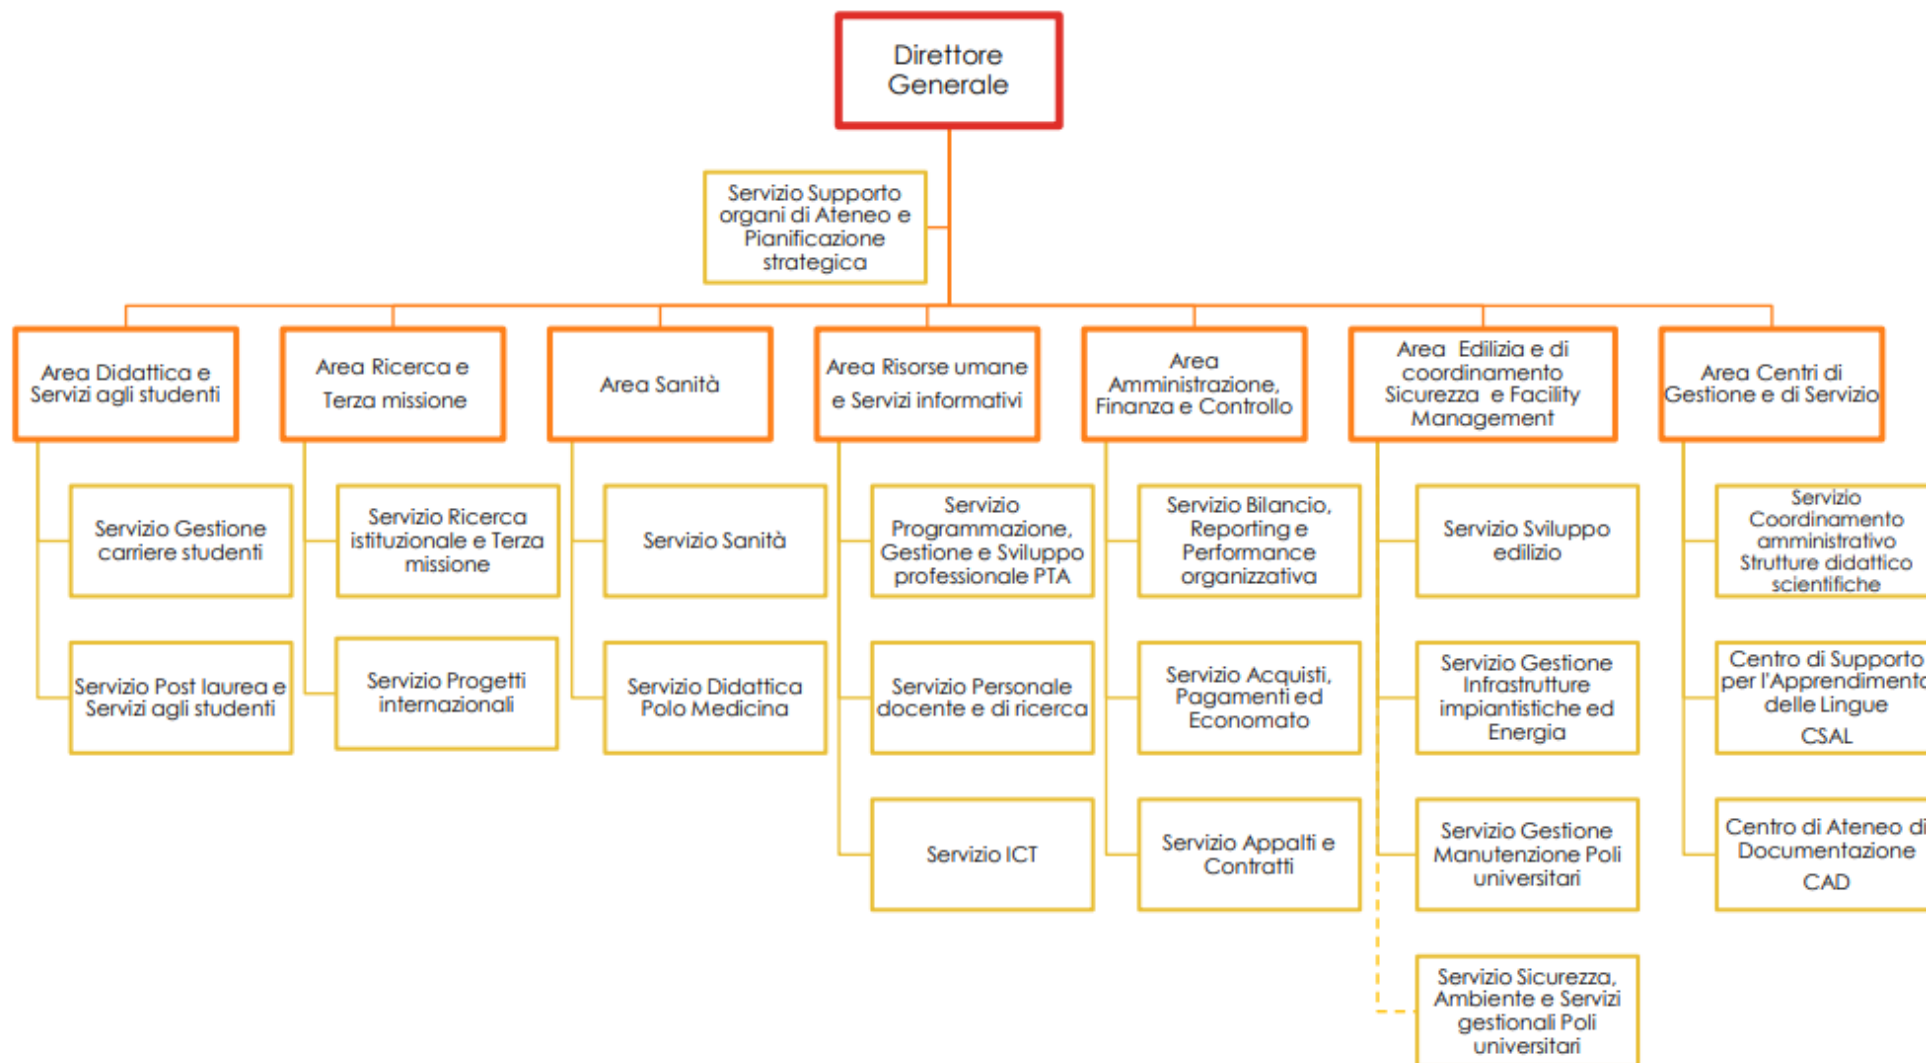 Direttore
Generale
Servizio Supporto
organi di Ateneo e
Pianificazione
strategica
Area Didattica e
Servizi agli studenti
Area Ricerca e
Terza missione
Area Sanità
Area Risorse umane
e Servizi informativi
Area
Amministrazione,
Finanza e Controllo
Area Edilizia e di
coordinamento
Sicurezza e Facility
Management
Area Centri di
Gestione e di Servizio
Servizio Gestione
carriere studenti
Servizio Ricerca
istituzionale e Terza
missione
Servizio Sanità
Servizio
Programmazione,
Gestione e Sviluppo
professionale PTA
Servizio Bilancio,
Reporting e
Performance
organizzativa
Servizio Sviluppo
edilizio
Servizio
Coordinamento
amministrativo
Strutture didattico
scientifiche
Servizio Post laurea e
Servizi agli studenti
Servizio Progetti
internazionali
Servizio Didattica
Polo Medicina
Servizio Personale
docente e di ricerca
Servizio Acquisti,
Pagamenti ed
Economato
Servizio Gestione
Infrastrutture
impiantistiche ed
Energia
Centro di Supporto
per l'Apprendimento
delle Lingue
CSAL
Servizio ICT
Servizio Appalti e
Contratti
Servizio Gestione
Manutenzione Poli
universitari
Centro di Ateneo di
Documentazione
CAD
Servizio Sicurezza,
Ambiente e Servizi
gestionali Poli
universitari